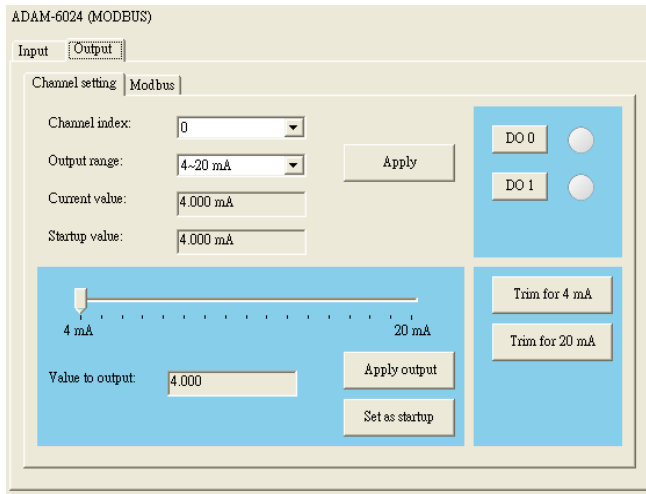 ADAM-6024 (MODBUS)
Input Output
Channel setting Modbus
Channel index: 0
Output range: 4~20 mA
Apply
Current value: 4.000 mA
Startup value: 4.000 mA
DO 0
DO 1
4 mA 20 mA
Value to output: 4.000
Apply output
Set as startup
Trim for 4 mA
Trim for 20 mA